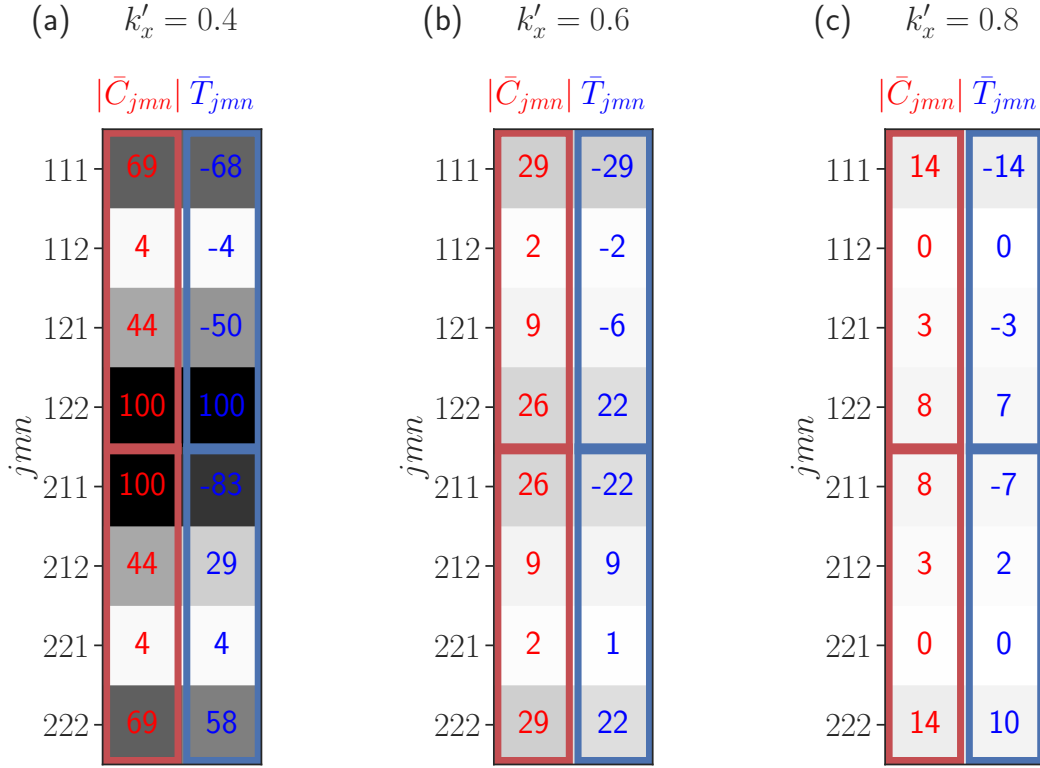 (a) k′ₓ = 0.4 (b) k′ₓ = 0.6 (c) k′ₓ = 0.8
|C̄_{jmn}| T̄_{jmn} |C̄_{jmn}| T̄_{jmn} |C̄_{jmn}| T̄_{jmn}
111 69 -68 111 29 -29 111 14 -14
112 4 -4 112 2 -2 112 0 0
121 44 -50 121 9 -6 121 3 -3
122 100 100 122 26 22 122 8 7
jmn jmn jmn
211 100 -83 211 26 -22 211 8 -7
212 44 29 212 9 9 212 3 2
221 4 4 221 2 1 221 0 0
222 69 58 222 29 22 222 14 10